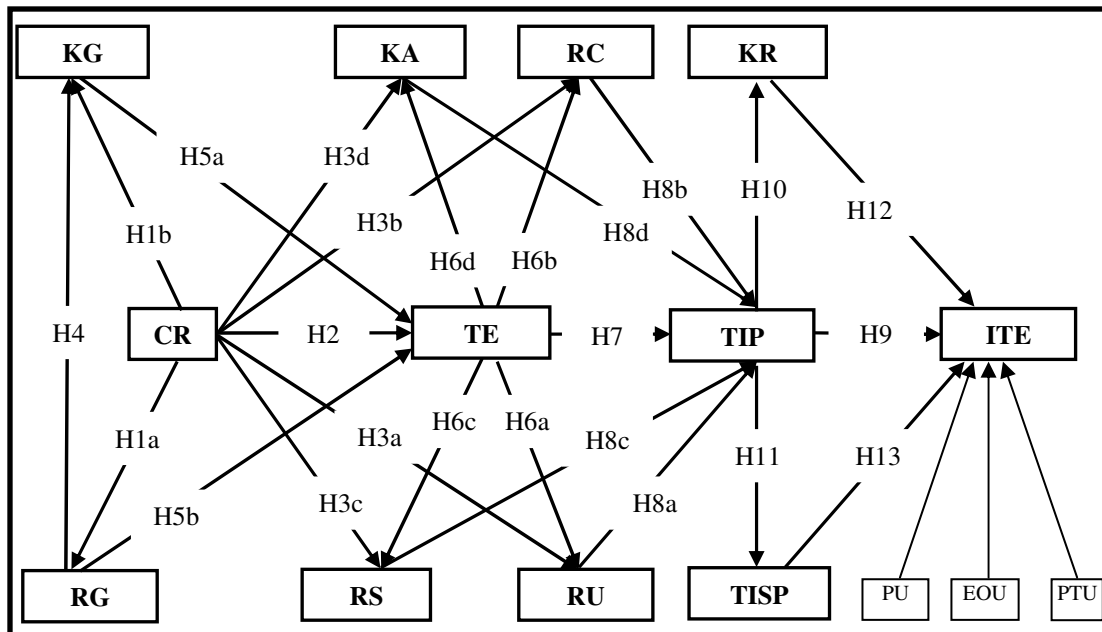 KG KA RC KR
H5a H3d
H3b H8b H10
H1b H8d H12
H6d H6b
H4 CR H2 TE H7 TIP H9 ITE
H1a H3a H6c H6a H8c H11 H13
H5b H3c H8a
RG RS RU TISP PU EOU PTU